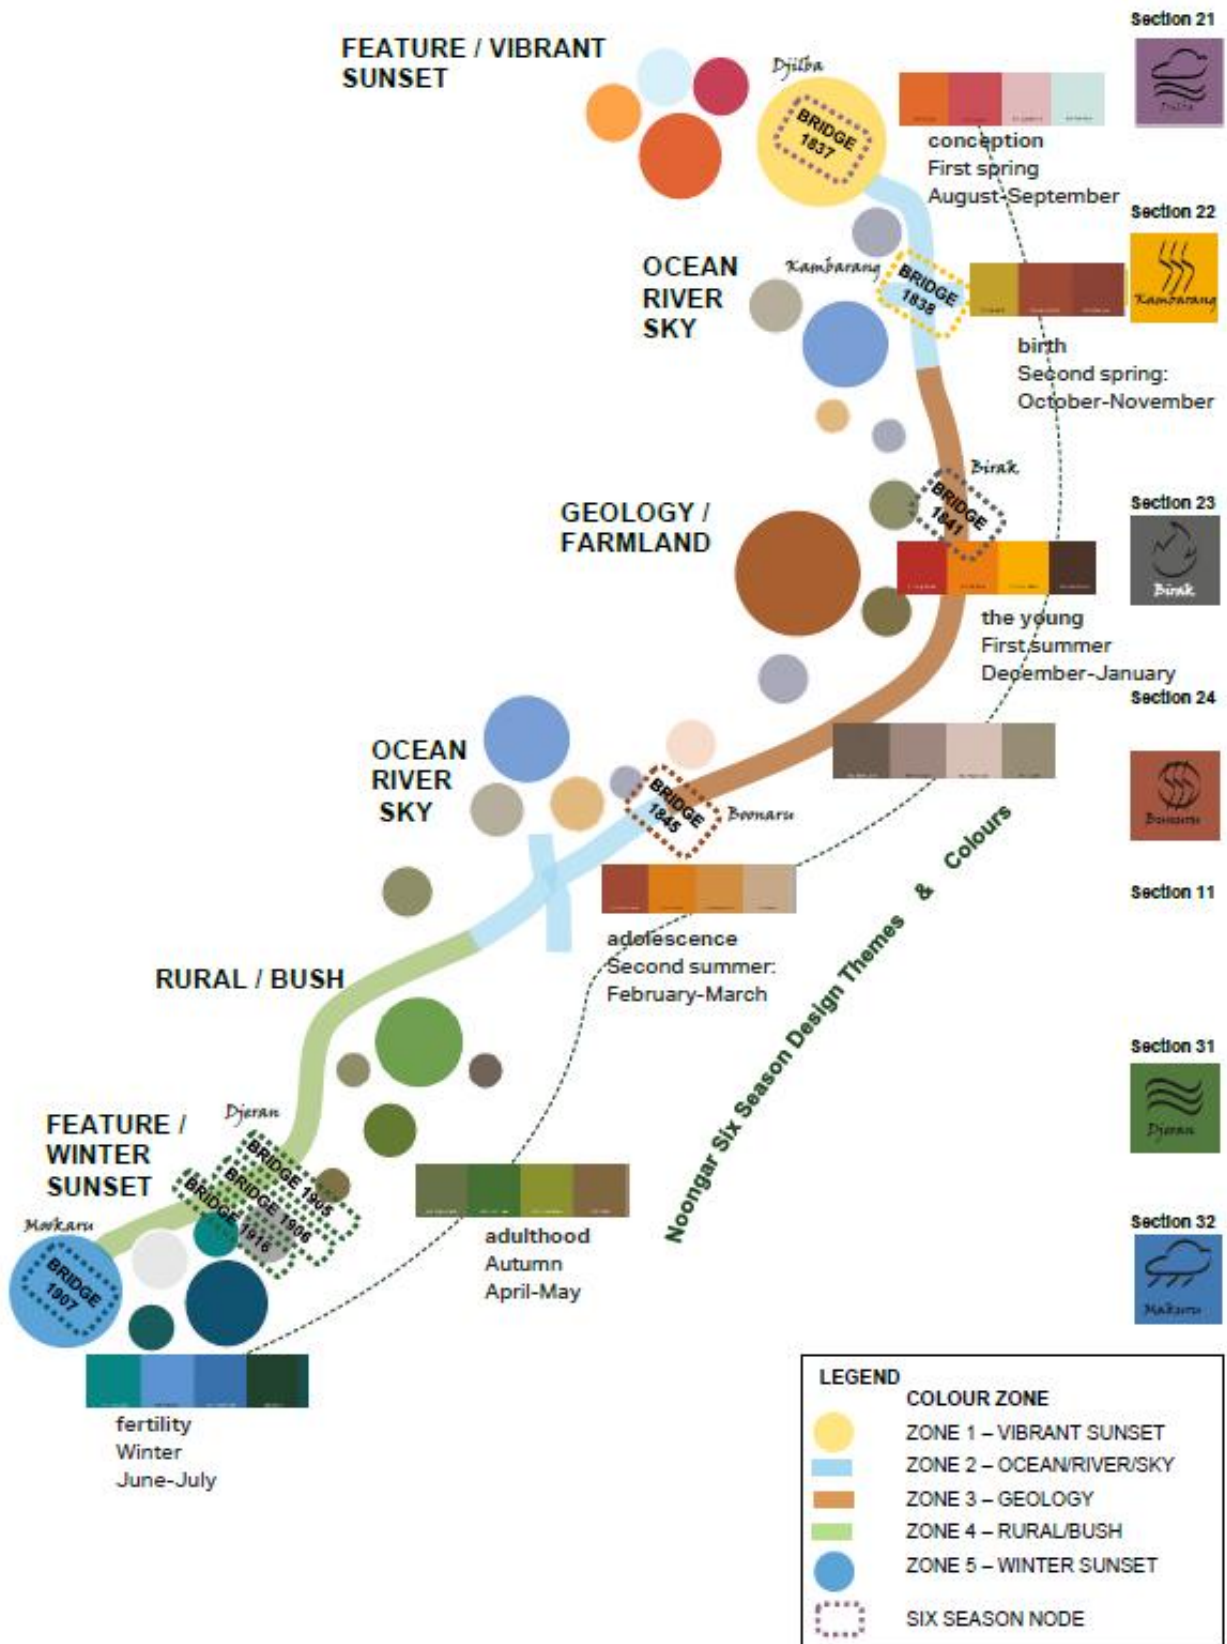 FEATURE / VIBRANT
SUNSET
Djilba
BRIDGE
1837
conception
First spring
August-September
Section 21
Section 22
OCEAN
RIVER
SKY
Kambarang
BRIDGE
1838
Kambarang
birth
Second spring:
October-November
Birak
BRIDGE
1841
GEOLOGY /
FARMLAND
Section 23
Birak
the young
First summer
December-January
Section 24
OCEAN
RIVER
SKY
BRIDGE
1845
Boonaru
Section 11
adolescence
Second summer:
February-March
Noongar Six Season Design Themes & Colours
RURAL / BUSH
Section 31
Djeran
Djeran
FEATURE /
WINTER
SUNSET
BRIDGE 1905
BRIDGE 1906
BRIDGE 1916
adulthood
Autumn
April-May
Section 32
Makuru
Mookaru
BRIDGE
1907
fertility
Winter
June-July
LEGEND
COLOUR ZONE
ZONE 1 – VIBRANT SUNSET
ZONE 2 – OCEAN/RIVER/SKY
ZONE 3 – GEOLOGY
ZONE 4 – RURAL/BUSH
ZONE 5 – WINTER SUNSET
SIX SEASON NODE